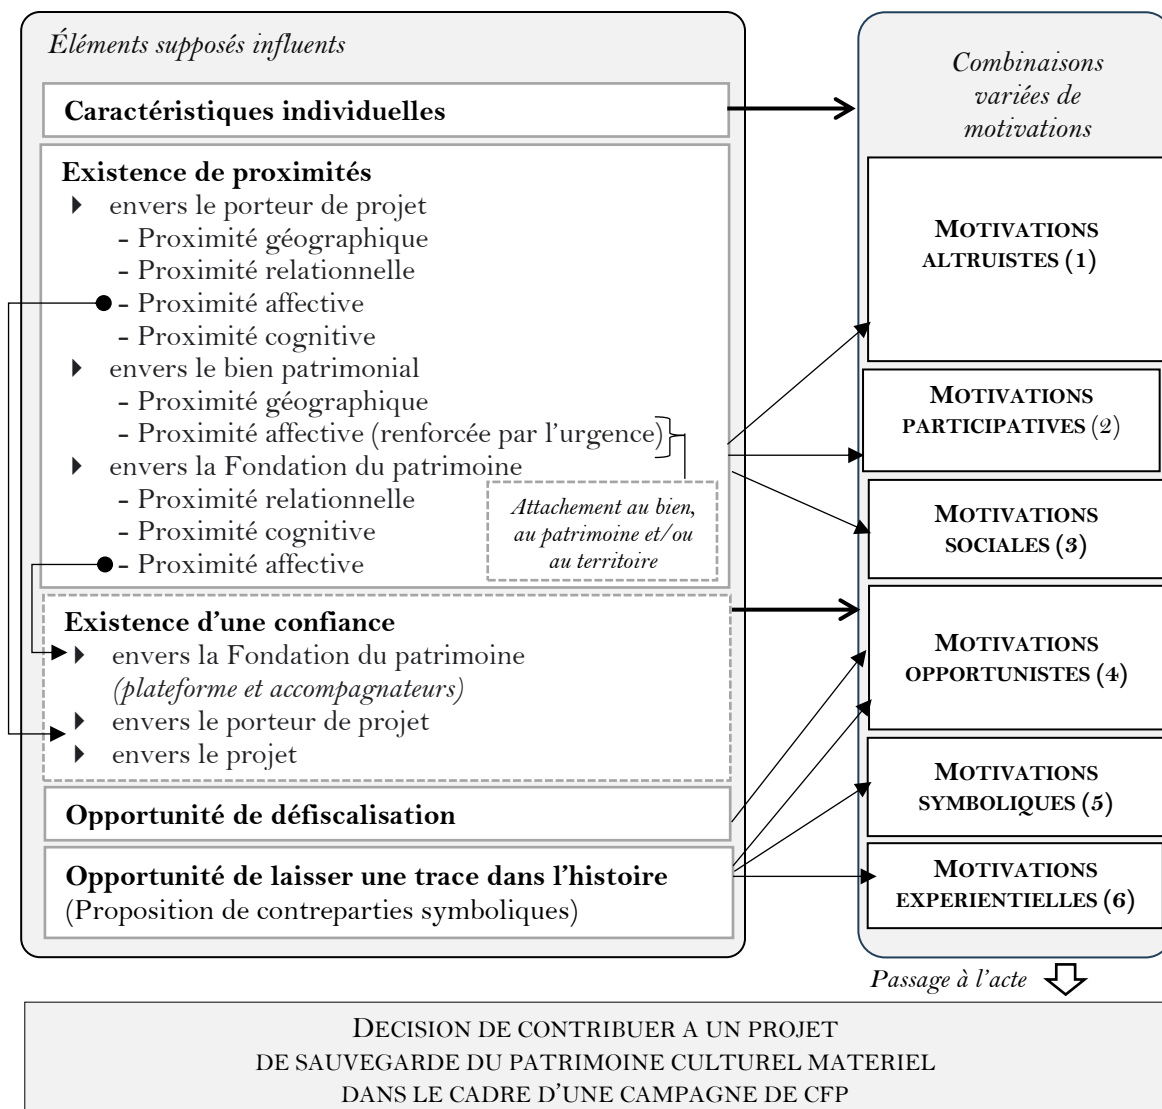 Éléments supposés influents
Caractéristiques individuelles
Existence de proximités
envers le porteur de projet
- Proximité géographique
- Proximité relationnelle
- Proximité affective
- Proximité cognitive
envers le bien patrimonial
- Proximité géographique
- Proximité affective (renforcée par l'urgence)
envers la Fondation du patrimoine
- Proximité relationnelle
- Proximité cognitive
- Proximité affective
Attachement au bien,
au patrimoine et/ou
au territoire
Existence d'une confiance
envers la Fondation du patrimoine
(plateforme et accompagnateurs)
envers le porteur de projet
envers le projet
Opportunité de défiscalisation
Opportunité de laisser une trace dans l'histoire
(Proposition de contreparties symboliques)
Combinaisons
variées de
motivations
MOTIVATIONS
ALTRUISTES (1)
MOTIVATIONS
PARTICIPATIVES (2)
MOTIVATIONS
SOCIALES (3)
MOTIVATIONS
OPPORTUNISTES (4)
MOTIVATIONS
SYMBOLIQUES (5)
MOTIVATIONS
EXPERIENTIELLES (6)
Passage à l'acte
DECISION DE CONTRIBUER A UN PROJET
DE SAUVEGARDE DU PATRIMOINE CULTUREL MATERIEL
DANS LE CADRE D'UNE CAMPAGNE DE CFP